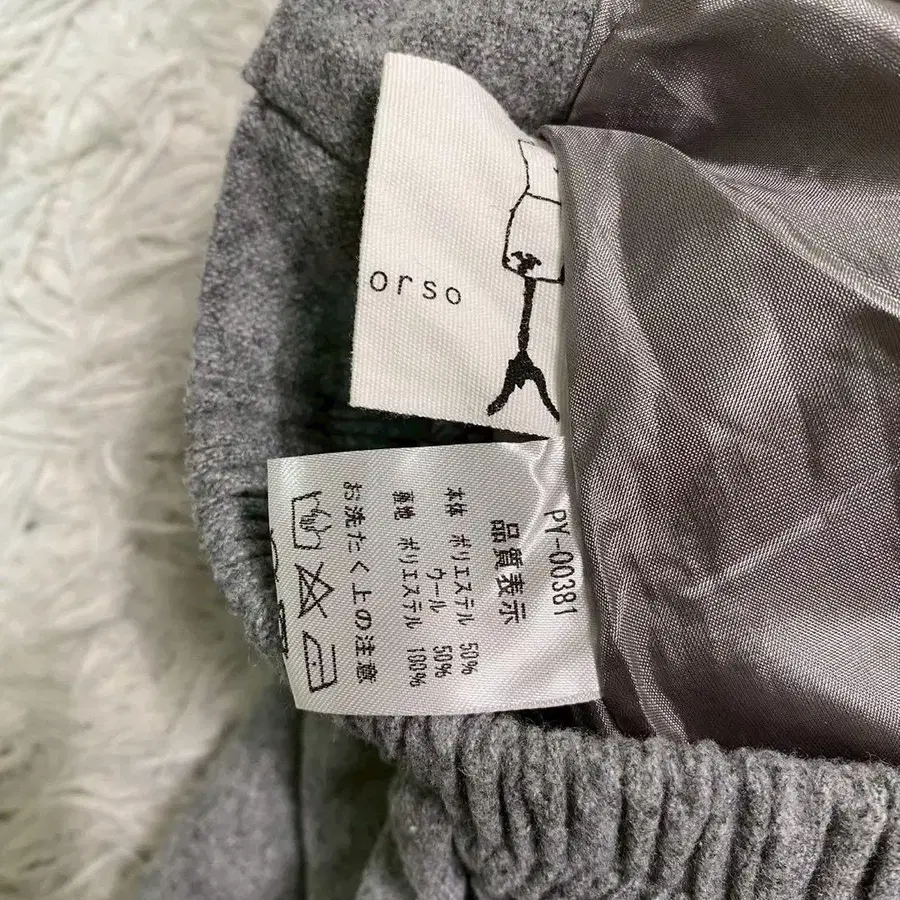 orso
PY-00381
品質表示
本体 ポリエステル 50%
ウール 50%
裏地 ポリエステル 100%
お洗たく上の注意